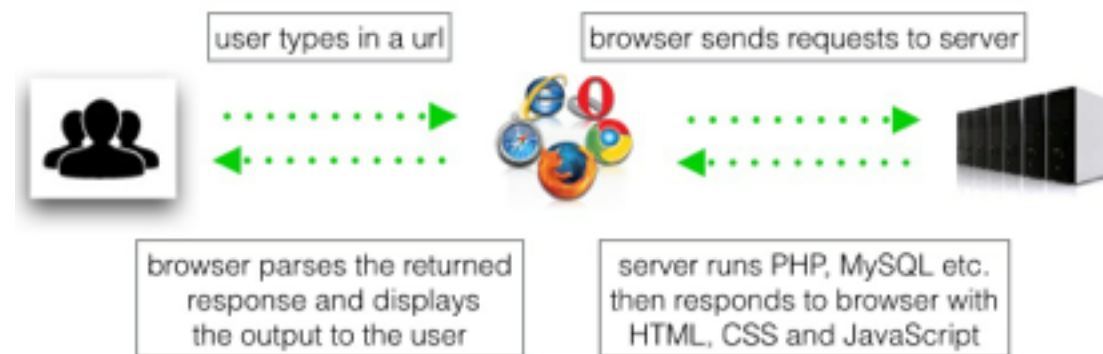 user types in a url
browser sends requests to server
browser parses the returned
response and displays
the output to the user
server runs PHP, MySQL etc.
then responds to browser with
HTML, CSS and JavaScript